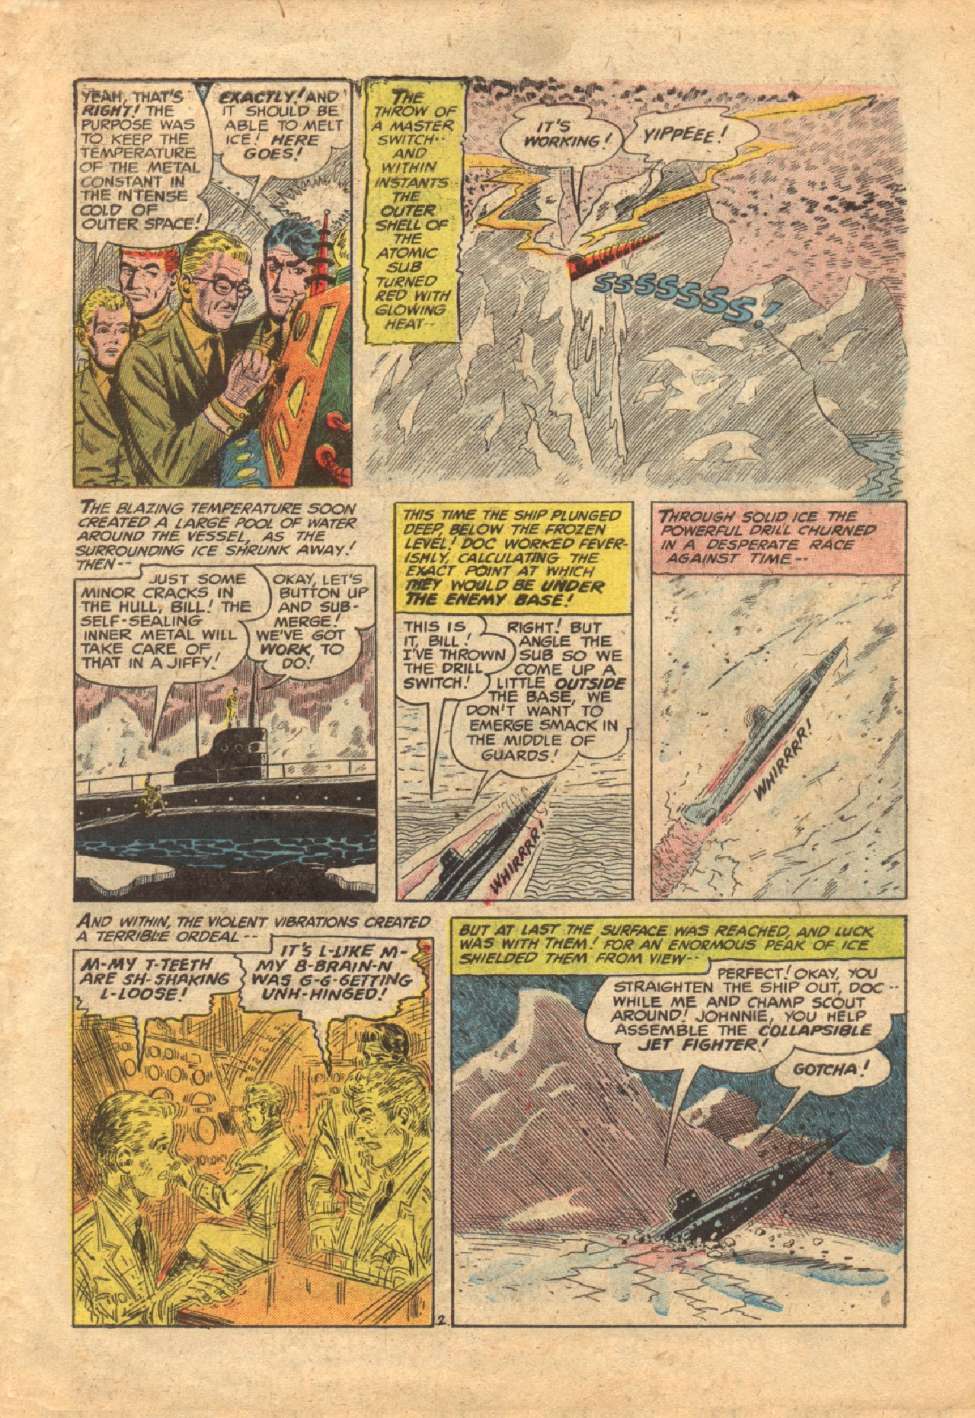 YEAH, THAT'S
RIGHT! THE
PURPOSE WAS
TO KEEP THE
TEMPERATURE
OF THE METAL
CONSTANT IN
THE INTENSE
COLD OF
OUTER SPACE!
EXACTLY! AND
IT SHOULD BE
ABLE TO MELT
ICE! HERE
GOES!
THE
THROW OF
A MASTER
SWITCH--
AND
WITHIN
INSTANTS
THE
OUTER
SHELL OF
THE
ATOMIC
SUB
TURNED
RED WITH
GLOWING
HEAT--
IT'S
WORKING!
YIPPEEE!
SSSSSSSS!
THE BLAZING TEMPERATURE SOON
CREATED A LARGE POOL OF WATER
AROUND THE VESSEL, AS THE
SURROUNDING ICE SHRUNK AWAY!
THEN--
JUST SOME
MINOR CRACKS IN
THE HULL, BILL! THE
SELF-SEALING
INNER METAL WILL
TAKE CARE OF
THAT IN A JIFFY!
OKAY, LET'S
BUTTON UP
AND SUB-
MERGE!
WE'VE GOT
WORK TO
DO!
THIS TIME THE SHIP PLUNGED
DEEP BELOW THE FROZEN
LEVEL! DOC WORKED FEVER-
ISHLY, CALCULATING THE
EXACT POINT AT WHICH
THEY WOULD BE UNDER
THE ENEMY BASE!
THIS IS
IT, BILL!
I'VE THROWN
THE DRILL
SWITCH!
RIGHT! BUT
ANGLE THE
SUB SO WE
COME UP A
LITTLE OUTSIDE
THE BASE, WE
DON'T WANT TO
EMERGE SMACK IN
THE MIDDLE OF
GUARDS!
WHIRRRR!
THROUGH SOLID ICE THE
POWERFUL DRILL CHURNED
IN A DESPERATE RACE
AGAINST TIME--
WHIRRRR!
AND WITHIN, THE VIOLENT VIBRATIONS CREATED
A TERRIBLE ORDEAL--
M-MY T-TEETH
ARE SH-SHAKING
L-LOOSE!
IT'S L-LIKE M-
MY B-BRAIN-N
WAS G-G-GETTING
UNH-HINGED!
2
BUT AT LAST THE SURFACE WAS REACHED, AND LUCK
WAS WITH THEM! FOR AN ENORMOUS PEAK OF ICE
SHIELDED THEM FROM VIEW--
PERFECT! OKAY, YOU
STRAIGHTEN THE SHIP OUT, DOC--
WHILE ME AND CHAMP SCOUT
AROUND! JOHNNIE, YOU HELP
ASSEMBLE THE COLLAPSIBLE
JET FIGHTER!
GOTCHA!